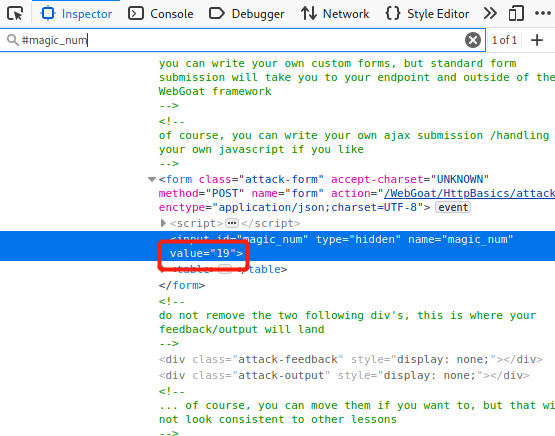 Inspector Console Debugger Network Style Editor
#magic_num 1 of 1
you can write your own custom forms, but standard form
submission will take you to your endpoint and outside of the
WebGoat framework
-->
<!--
of course, you can write your own ajax submission /handling
your own javascript if you like
-->
<form class="attack-form" accept-charset="UNKNOWN"
method="POST" name="form" action="/WebGoat/HttpBasics/attack
enctype="application/json;charset=UTF-8"> event
<script> ... </script>
<input id="magic_num" type="hidden" name="magic_num"
value="19">
<table> ... </table>
</form>
<!--
do not remove the two following div's, this is where your
feedback/output will land
-->
<div class="attack-feedback" style="display: none;"></div>
<div class="attack-output" style="display: none;"></div>
<!--
... of course, you can move them if you want to, but that wi
not look consistent to other lessons
-->